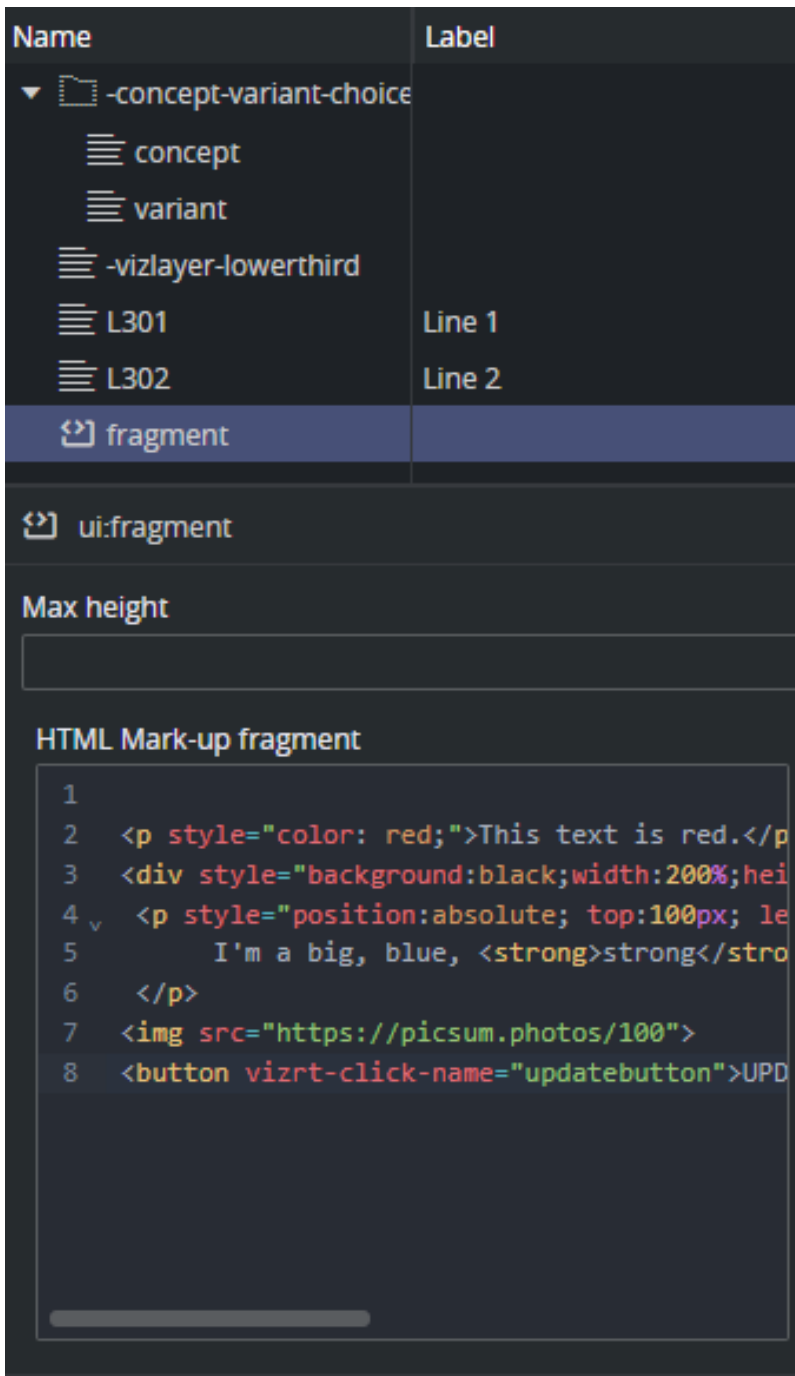 Name Label
-concept-variant-choice
concept
variant
-vizlayer-lowerthird
L301 Line 1
L302 Line 2
fragment
ui:fragment
Max height
HTML Mark-up fragment
1
2 <p style="color: red;">This text is red.</p
3 <div style="background:black;width:200%;hei
4 <p style="position:absolute; top:100px; le
5 I'm a big, blue, <strong>strong</stro
6 </p>
7 <img src="https://picsum.photos/100">
8 <button vizrt-click-name="updatebutton">UPD